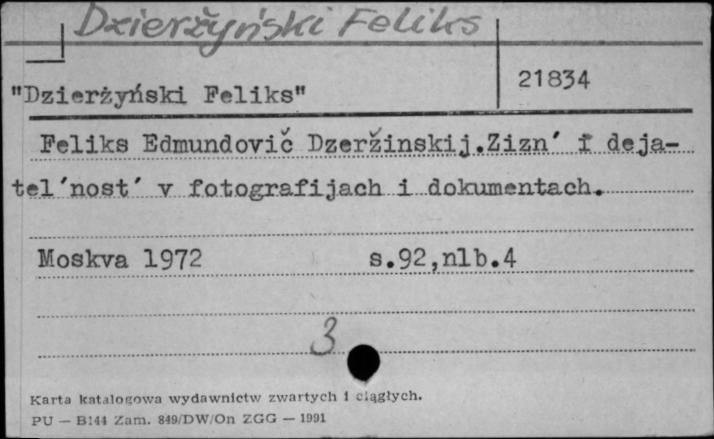 Dzierżyński Feliks
"Dzierżyński Feliks"
21834
Feliks Edmundovič Dzeržinskij.Zizn′ i deja-
tel′nost′ v fotografijach i dokumentach.
Moskva 1972 s.92,nlb.4
3
Karta katalogowa wydawnictw zwartych i ciągłych.
PU — B144 Zam. 849/DW/On ZGG — 1991